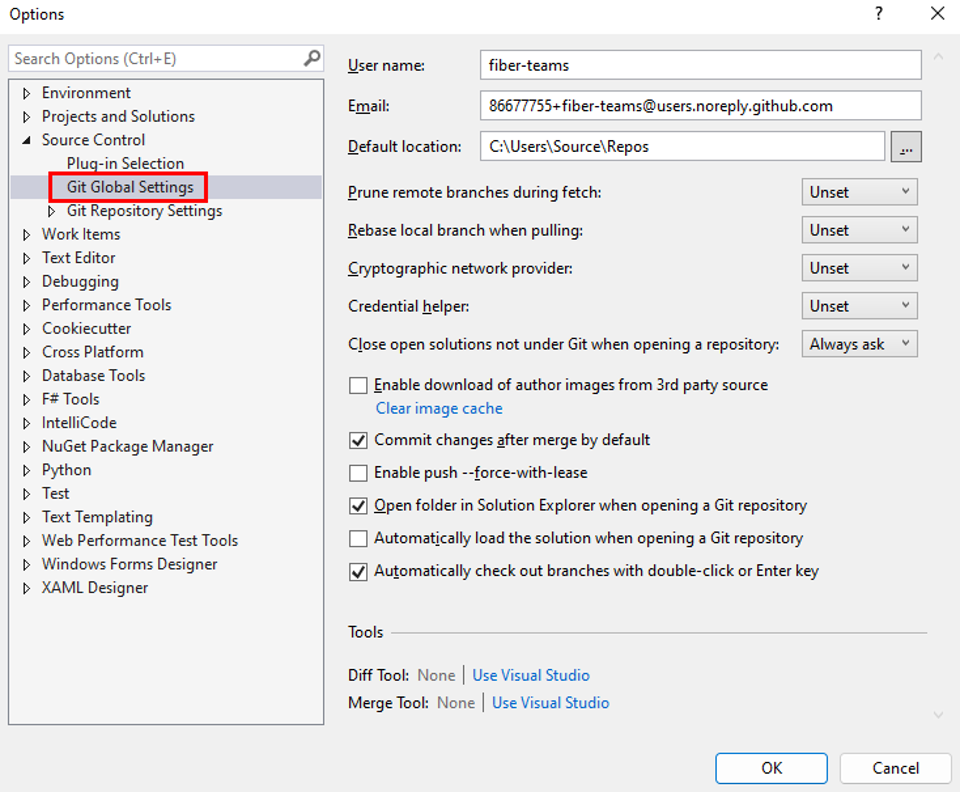 Options
?
Search Options (Ctrl+E)
Environment
Projects and Solutions
Source Control
Plug-in Selection
Git Global Settings
Git Repository Settings
Work Items
Text Editor
Debugging
Performance Tools
Cookiecutter
Cross Platform
Database Tools
F# Tools
IntelliCode
NuGet Package Manager
Python
Test
Text Templating
Web Performance Test Tools
Windows Forms Designer
XAML Designer
User name: fiber-teams
Email: 86677755+fiber-teams@users.noreply.github.com
Default location: C:\Users\Source\Repos ...
Prune remote branches during fetch: Unset
Rebase local branch when pulling: Unset
Cryptographic network provider: Unset
Credential helper: Unset
Close open solutions not under Git when opening a repository: Always ask
Enable download of author images from 3rd party source
Clear image cache
Commit changes after merge by default
Enable push --force-with-lease
Open folder in Solution Explorer when opening a Git repository
Automatically load the solution when opening a Git repository
Automatically check out branches with double-click or Enter key
Tools
Diff Tool: None | Use Visual Studio
Merge Tool: None | Use Visual Studio
OK Cancel